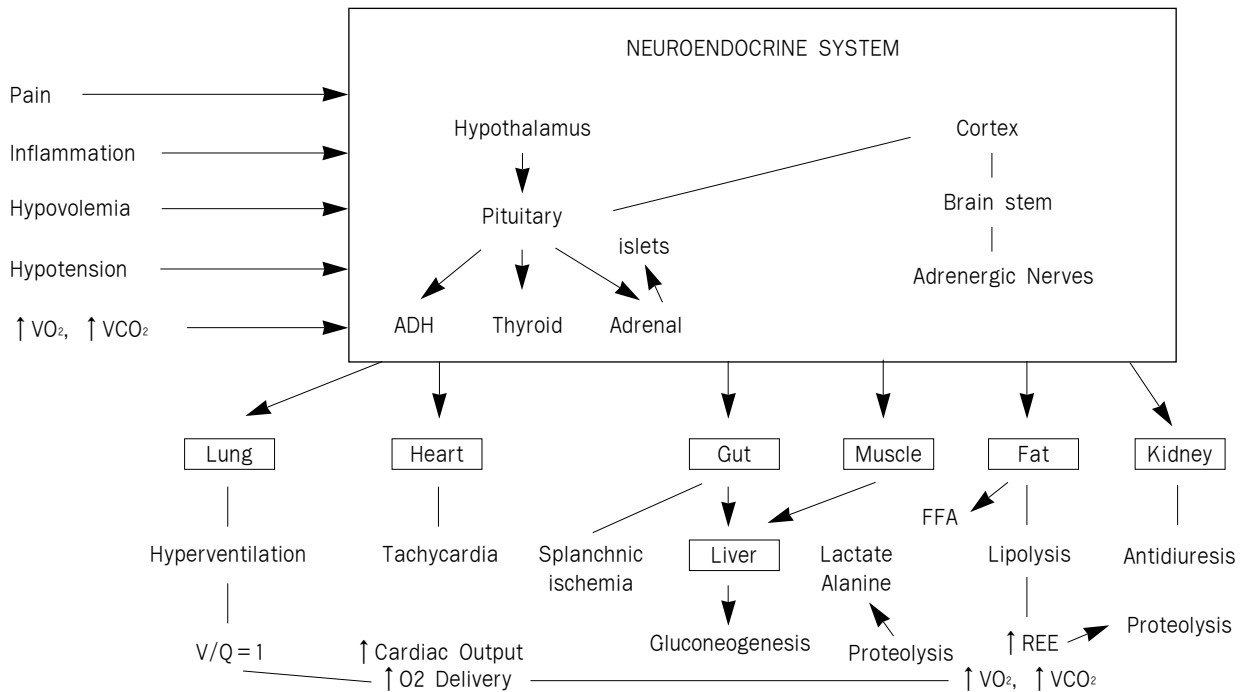 NEUROENDOCRINE SYSTEM
Pain
Hypothalamus
Cortex
Inflammation
Hypovolemia
Pituitary
Brain stem
islets
Hypotension
Adrenergic Nerves
↑ VO₂, ↑ VCO₂
ADH
Thyroid
Adrenal
Lung
Heart
Gut
Muscle
Fat
Kidney
FFA
Hyperventilation
Tachycardia
Splanchnic
ischemia
Liver
Lactate
Alanine
Lipolysis
Antidiuresis
V/Q = 1
↑ Cardiac Output
↑ O2 Delivery
Gluconeogenesis
Proteolysis
↑ REE
Proteolysis
↑ VO₂, ↑ VCO₂